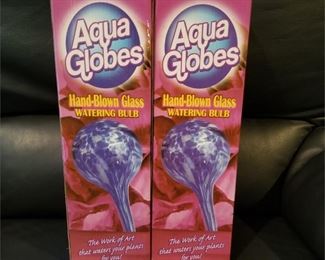 Aqua
Globes
Hand-Blown Glass
WATERING BULB
The Work of Art
that waters your plants
for you!
Aqua
Globes
Hand-Blown Glass
WATERING BULB
The Work of Art
that waters your plants
for you!